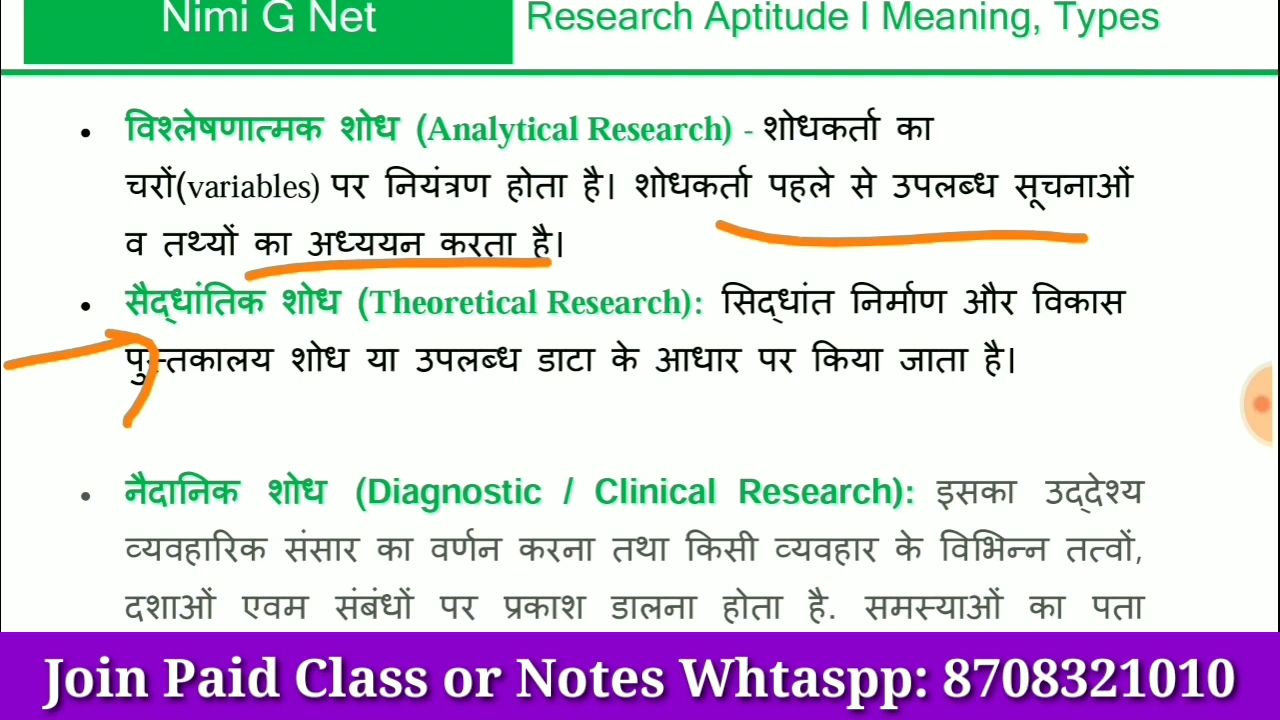 Nimi G Net
Research Aptitude I Meaning, Types
• विश्लेषणात्मक शोध (Analytical Research) - शोधकर्ता का
चरों(variables) पर नियंत्रण होता है। शोधकर्ता पहले से उपलब्ध सूचनाओं
व तथ्यों का अध्ययन करता है।
• सैद्धांतिक शोध (Theoretical Research): सिद्धांत निर्माण और विकास
पुस्तकालय शोध या उपलब्ध डाटा के आधार पर किया जाता है।
• नैदानिक शोध (Diagnostic / Clinical Research): इसका उद्देश्य
व्यवहारिक संसार का वर्णन करना तथा किसी व्यवहार के विभिन्न तत्वों,
दशाओं एवम संबंधों पर प्रकाश डालना होता है. समस्याओं का पता
Join Paid Class or Notes Whtaspp: 8708321010